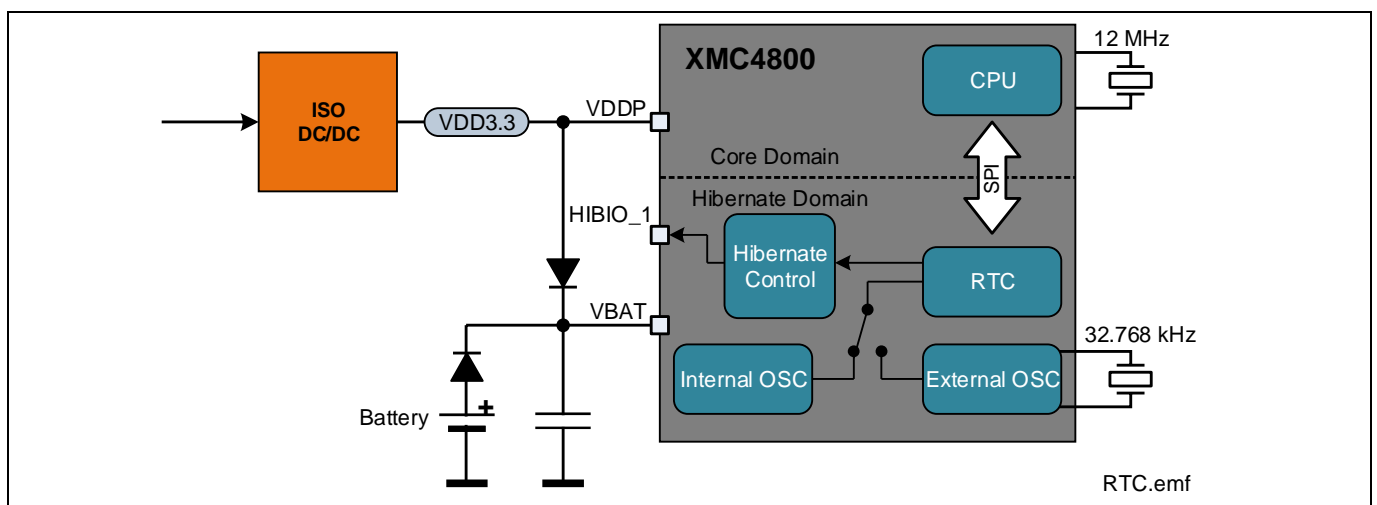 XMC4800
12 MHz
CPU
ISO
DC/DC
VDD3.3
VDDP
Core Domain
SPI
Hibernate Domain
HIBIO_1
Hibernate
Control
RTC
VBAT
32.768 kHz
Internal OSC
External OSC
Battery
+
RTC.emf